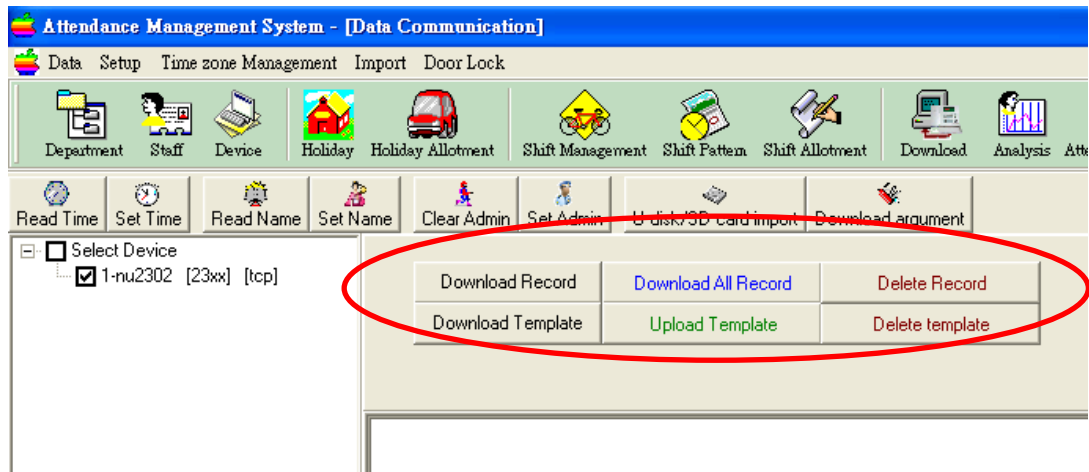 Attendance Management System - [Data Communication]
Data Setup Time zone Management Import Door Lock
Department Staff Device Holiday Holiday Allotment Shift Management Shift Pattern Shift Allotment Download Analysis Atte
Read Time Set Time Read Name Set Name Clear Admin Set Admin U disk/SD card import Download argument
Select Device
1-nu2302 [23xx] [tcp]
Download Record Download All Record Delete Record
Download Template Upload Template Delete template